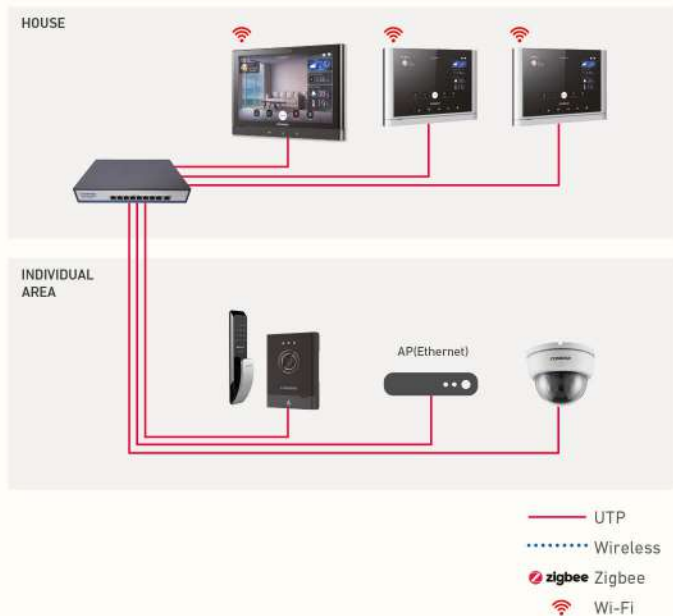 HOUSE
INDIVIDUAL
AREA
AP(Ethernet)
UTP
Wireless
zigbee Zigbee
Wi-Fi